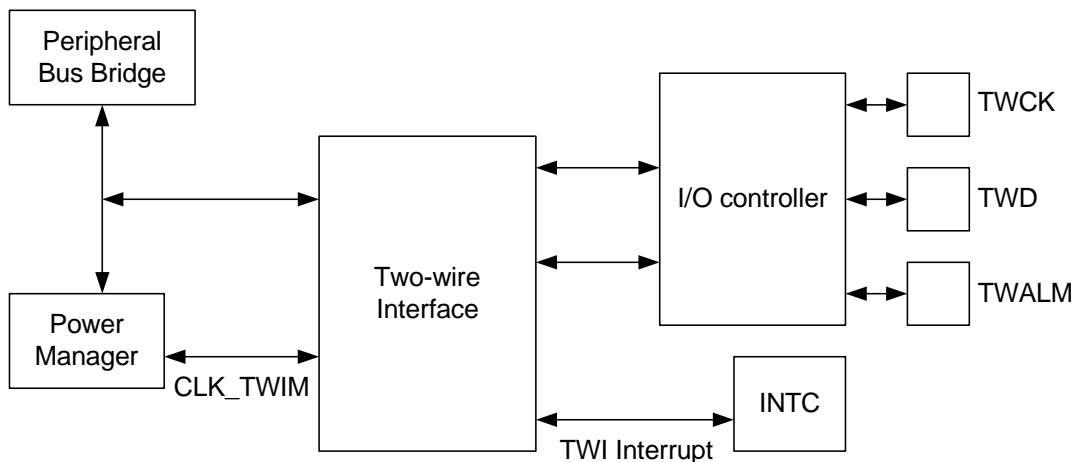 Peripheral
Bus Bridge
TWCK
I/O controller
TWD
Two-wire
Interface
TWALM
Power
Manager
CLK_TWIM
INTC
TWI Interrupt